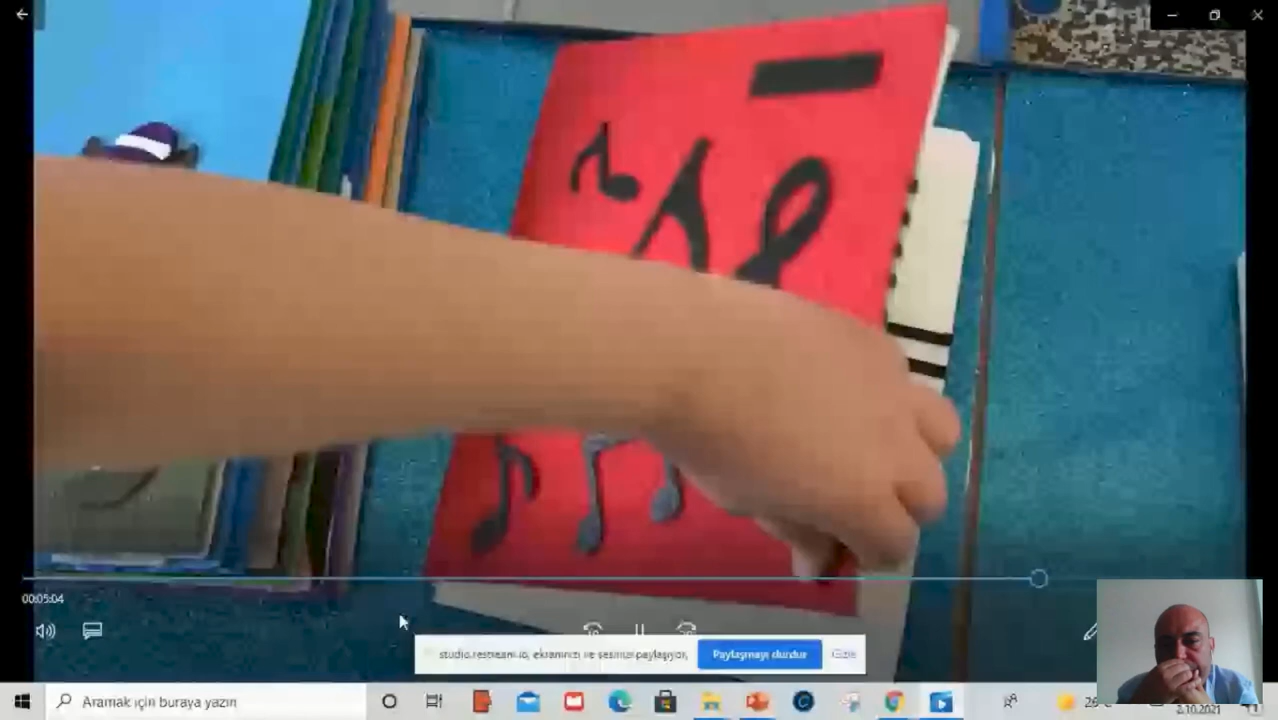 00:05:04
studio.restream.io, ekranınızı ve sesinizi paylaşıyor.
Paylaşmayı durdur
Gizle
Aramak için buraya yazın
2.10.2021